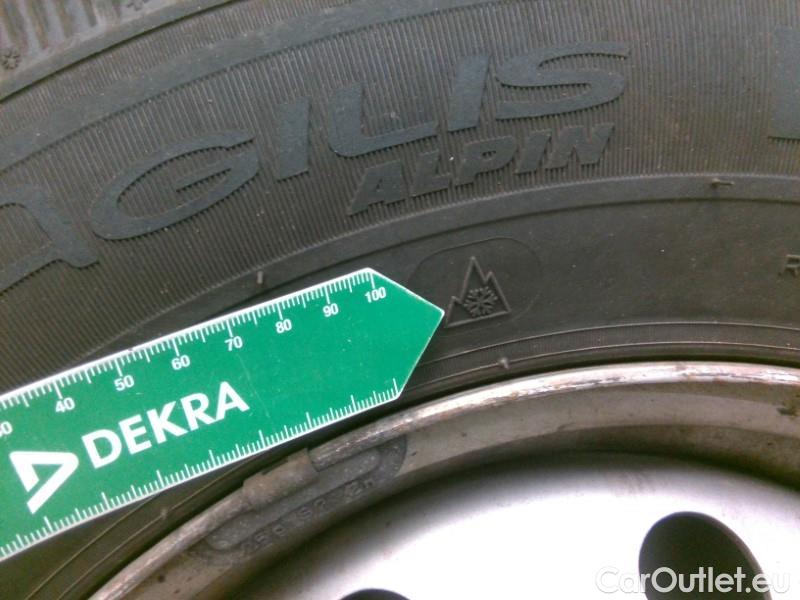 AGILIS
ALPIN
R
40 50 60 70 80 90 100
DEKRA
CarOutlet.eu